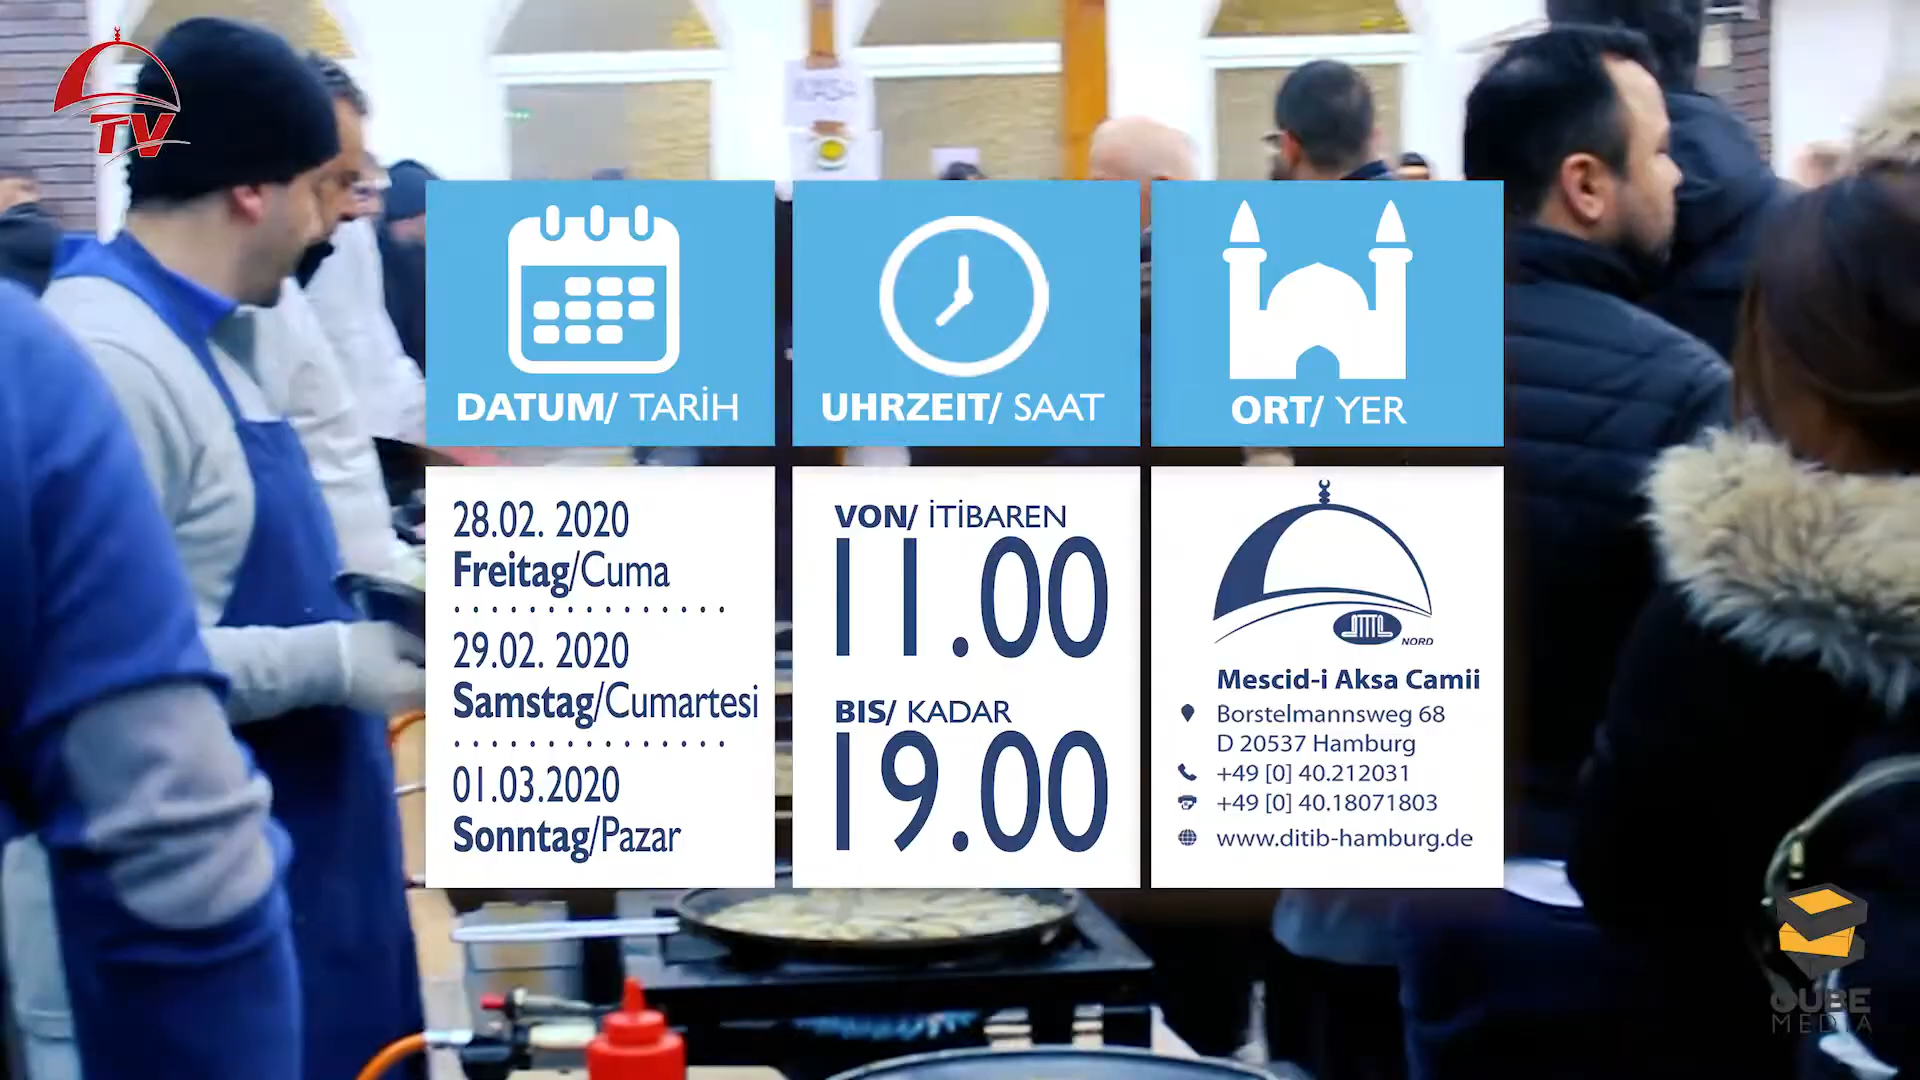 TV
KASA
DATUM/ TARİH
UHRZEIT/ SAAT
ORT/ YER
28.02. 2020
Freitag/Cuma
29.02. 2020
Samstag/Cumartesi
01.03.2020
Sonntag/Pazar
VON/ İTİBAREN
11.00
BIS/ KADAR
19.00
NORD
Mescid-i Aksa Camii
Borstelmannsweg 68
D 20537 Hamburg
+49 [0] 40.212031
+49 [0] 40.18071803
www.ditib-hamburg.de
QUBE
MEDIA